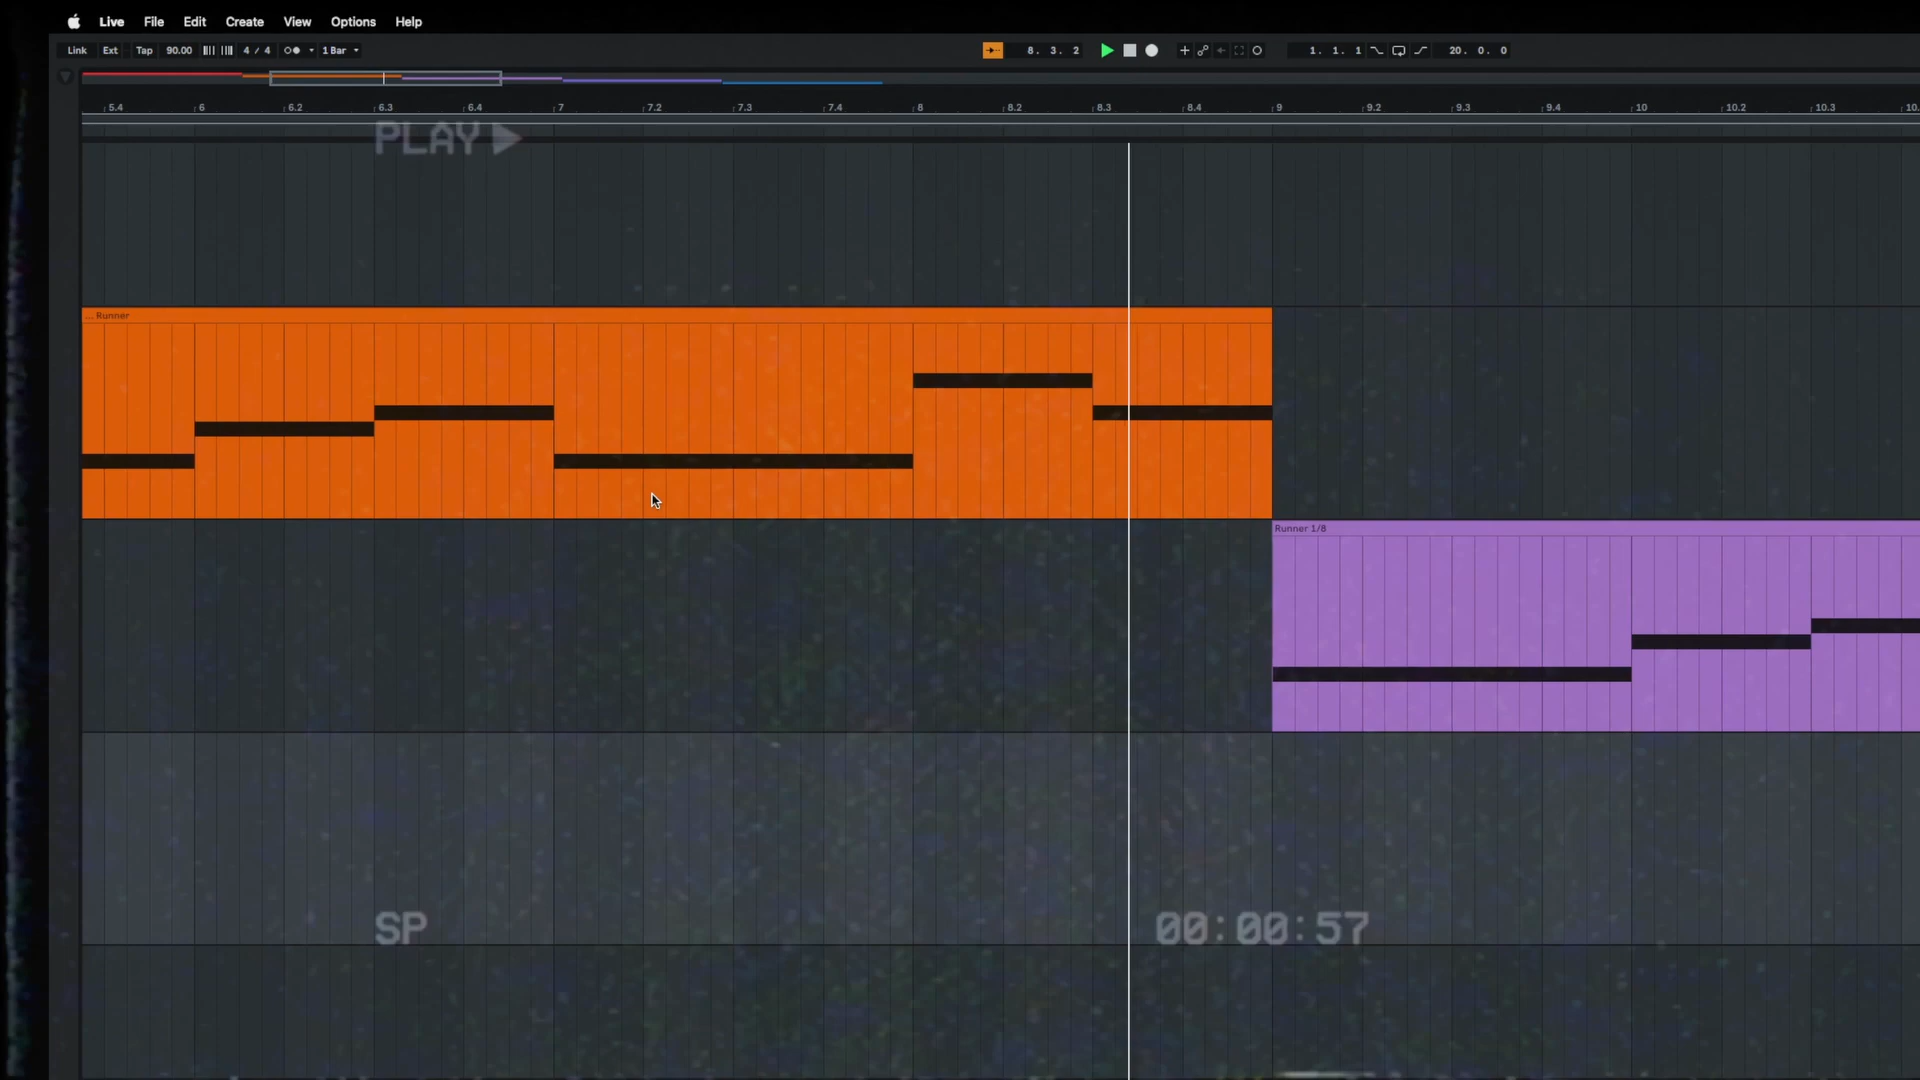 Live File Edit Create View Options Help
Link Ext Tap 90.00 4 / 4 1 Bar 8. 3. 2 1. 1. 1 20. 0. 0
5.4 6 6.2 6.3 6.4 7 7.2 7.3 7.4 8 8.2 8.3 8.4 9 9.2 9.3 9.4 10 10.2 10.3 10.
PLAY
... Runner
Runner 1/8
SP 00:00:57